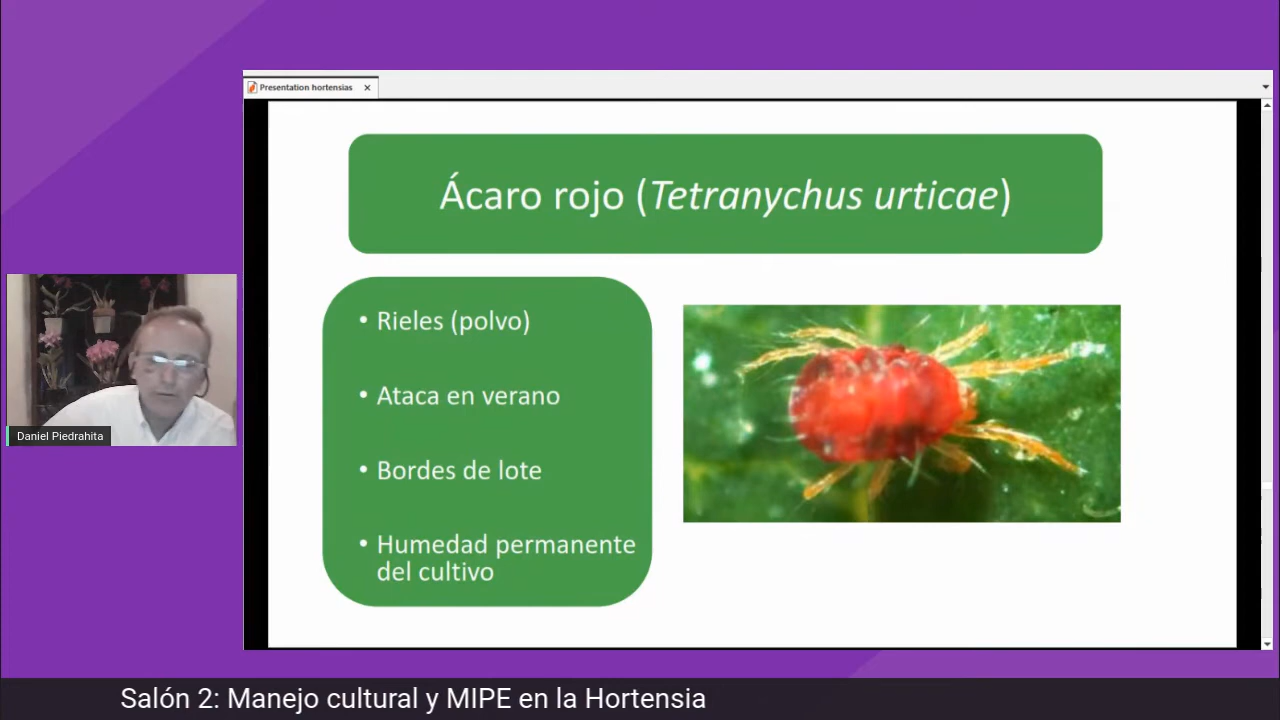 Presentation hortensias
Ácaro rojo (Tetranychus urticae)
• Rieles (polvo)
• Ataca en verano
• Bordes de lote
• Humedad permanente
del cultivo
Daniel Piedrahita
Salón 2: Manejo cultural y MIPE en la Hortensia